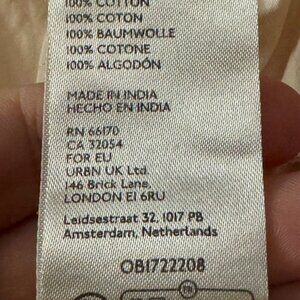 100% COTTON
100% COTON
100% BAUMWOLLE
100% COTONE
100% ALGODÓN
MADE IN INDIA
HECHO EN INDIA
RN 66170
CA 32054
FOR EU
URBN UK Ltd.
146 Brick Lane,
LONDON E1 6RU
Leidsestraat 32, 1017 PB
Amsterdam, Netherlands
OB1722208